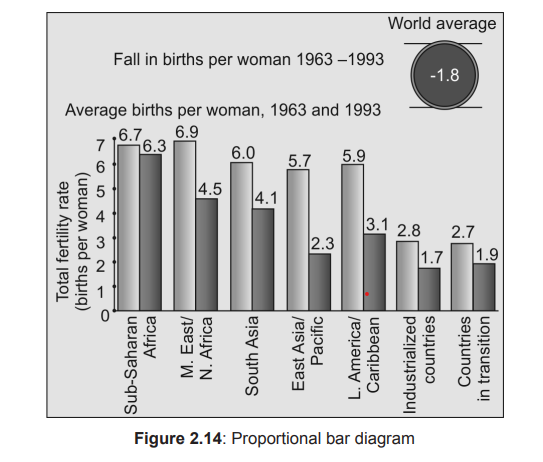 World average
Fall in births per woman 1963 –1993
-1.8
Average births per woman, 1963 and 1993
Total fertility rate
(births per woman)
7
6
5
4
3
2
1
0
6.7 6.3
6.9
4.5
6.0
4.1
5.7
2.3
5.9
3.1
2.8
1.7
2.7
1.9
Sub-Saharan
Africa
M. East/
N. Africa
South Asia
East Asia/
Pacific
L. America/
Caribbean
Industrialized
countries
Countries
in transition
Figure 2.14: Proportional bar diagram